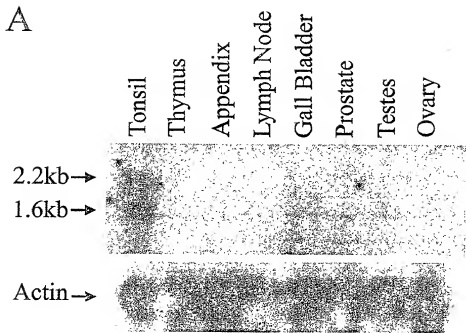 A
Tonsil
Thymus
Appendix
Lymph Node
Gall Bladder
Prostate
Testes
Ovary
2.2kb→
1.6kb→
Actin→